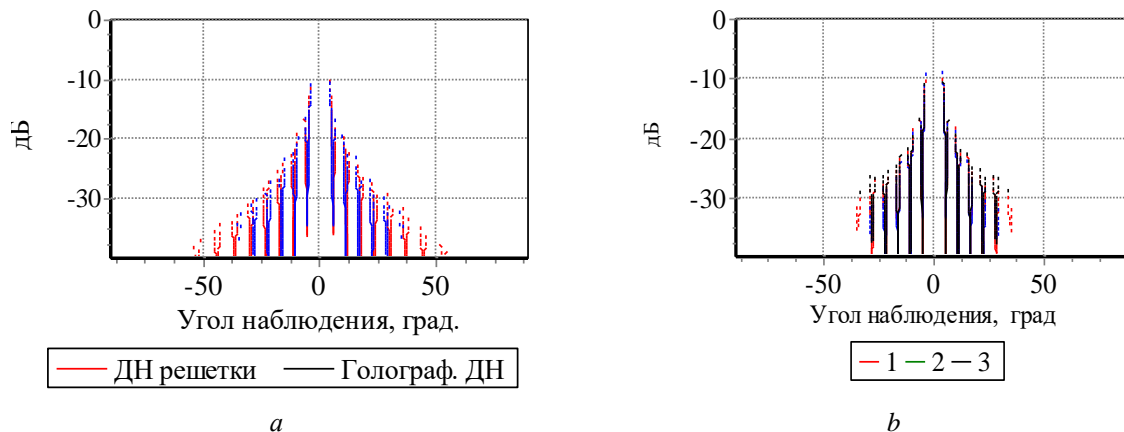 0
-10
-20
-30
дБ
-50 0 50
Угол наблюдения, град.
ДН решетки Голограф. ДН
a
0
-10
-20
-30
дБ
-50 0 50
Угол наблюдения, град
1 2 3
b